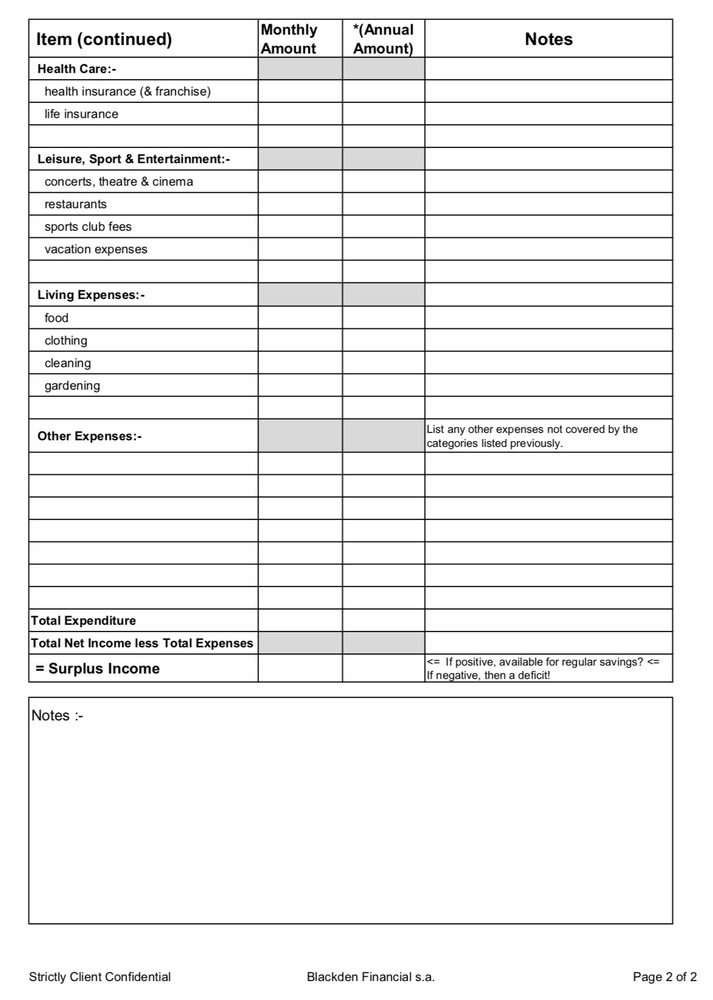 Item (continued) Monthly Amount *(Annual Amount) Notes
Health Care:-
health insurance (& franchise)
life insurance
Leisure, Sport & Entertainment:-
concerts, theatre & cinema
restaurants
sports club fees
vacation expenses
Living Expenses:-
food
clothing
cleaning
gardening
Other Expenses:- List any other expenses not covered by the
categories listed previously.
Total Expenditure
Total Net Income less Total Expenses
= Surplus Income <= If positive, available for regular savings? <=
If negative, then a deficit!
Notes :-
Strictly Client Confidential Blackden Financial s.a. Page 2 of 2